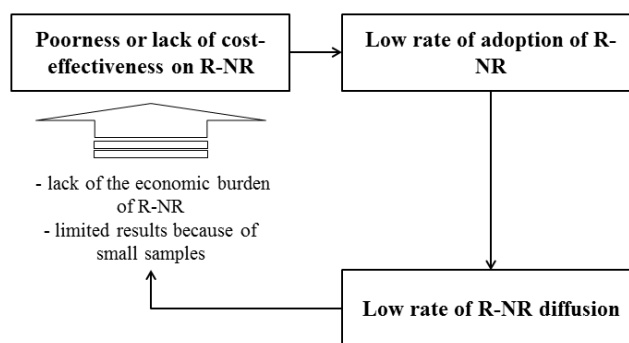 Poorness or lack of cost-
effectiveness on R-NR
Low rate of adoption of R-
NR
- lack of the economic burden
of R-NR
- limited results because of
small samples
Low rate of R-NR diffusion